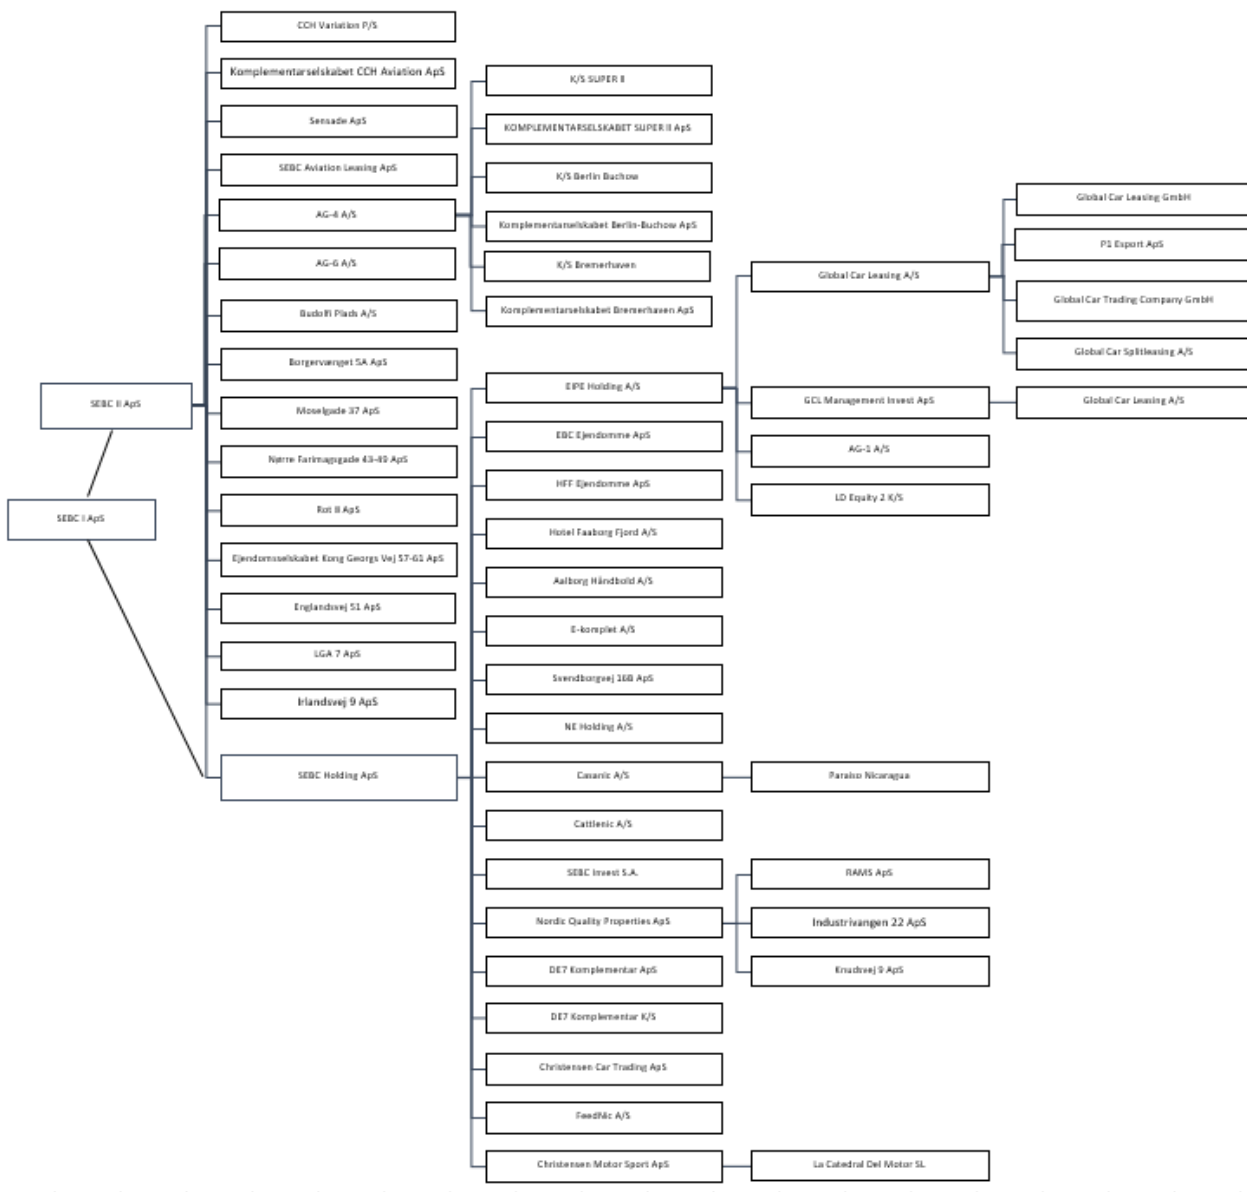 CCH Variation P/S
Komplementarselskabet CCH Aviation ApS
Sensade ApS
SEBC Aviation Leasing ApS
AG-4 A/S
AG-6 A/S
Budolfi Plads A/S
Borgervænget 5A ApS
Moselgade 37 ApS
Nørre Farimagsgade 43-49 ApS
Rot 8 ApS
Ejendomsselskabet Kong Georgs Vej 57-61 ApS
Englandsvej 51 ApS
LGA 7 ApS
Irlandsvej 9 ApS
SEBC Holding ApS
SEBC II ApS
SEBC I ApS
K/S SUPER II
KOMPLEMENTARSELSKABET SUPER II ApS
K/S Berlin Buchow
Komplementarselskabet Berlin-Buchow ApS
K/S Bremerhaven
Komplementarselskabet Bremerhaven ApS
EIPE Holding A/S
EBC Ejendomme ApS
HFF Ejendomme ApS
Hotel Faaborg Fjord A/S
Aalborg Håndbold A/S
E-komplet A/S
Svendborgvej 16B ApS
NE Holding A/S
Casanic A/S
Cattlenic A/S
SEBC Invest S.A.
Nordic Quality Properties ApS
DE7 Komplementar ApS
DE7 Komplementar K/S
Christensen Car Trading ApS
FeedNic A/S
Christensen Motor Sport ApS
Global Car Leasing A/S
GCL Management Invest ApS
AG-1 A/S
LD Equity 2 K/S
Paraiso Nicaragua
RAMS ApS
Industrivangen 22 ApS
Knudsvej 9 ApS
La Catedral Del Motor SL
Global Car Leasing GmbH
P1 Esport ApS
Global Car Trading Company GmbH
Global Car Splitleasing A/S
Global Car Leasing A/S